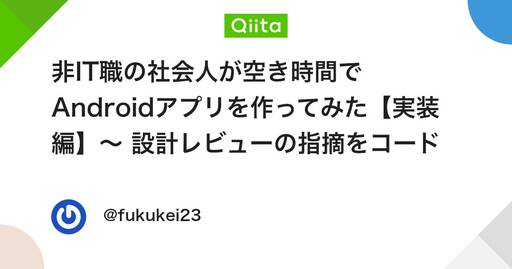 Qiita
非IT職の社会人が空き時間で
Androidアプリを作ってみた【実装
編】〜 設計レビューの指摘をコード
@fukukei23